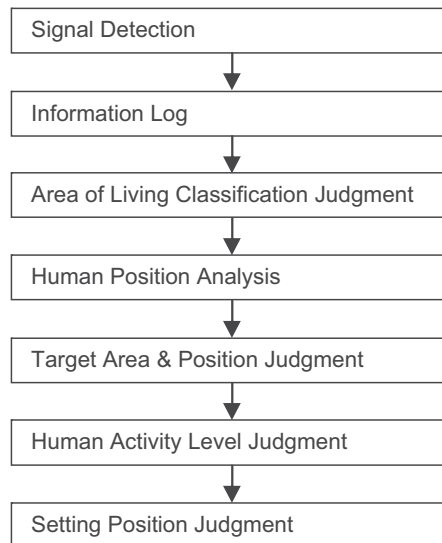 Signal Detection
Information Log
Area of Living Classification Judgment
Human Position Analysis
Target Area & Position Judgment
Human Activity Level Judgment
Setting Position Judgment